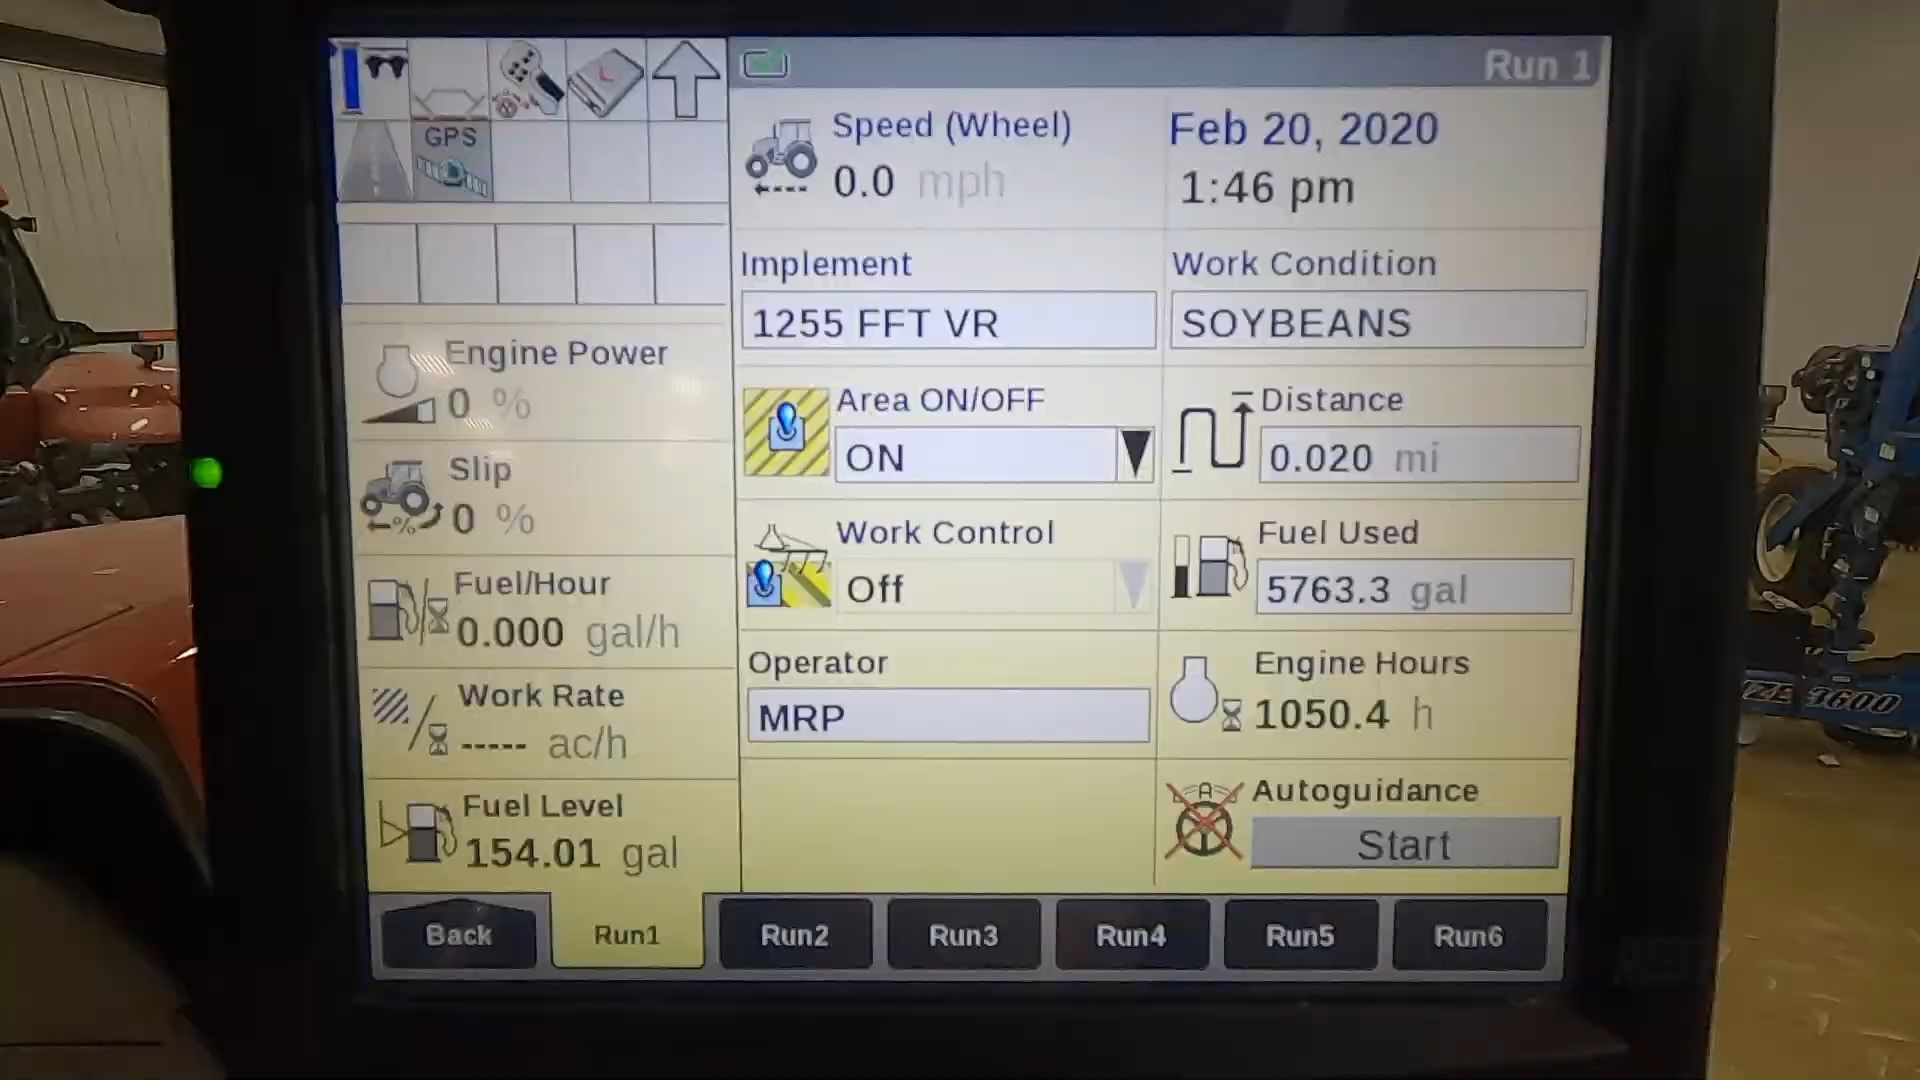 Run 1
GPS
Speed (Wheel)
0.0 mph
Feb 20, 2020
1:46 pm
Implement
1255 FFT VR
Work Condition
SOYBEANS
Engine Power
0 %
Slip
0 %
Fuel/Hour
0.000 gal/h
Work Rate
----- ac/h
Fuel Level
154.01 gal
Area ON/OFF
ON
Distance
0.020 mi
Work Control
Off
Fuel Used
5763.3 gal
Operator
MRP
Engine Hours
1050.4 h
Autoguidance
A
Start
Back
Run1
Run2
Run3
Run4
Run5
Run6
3600